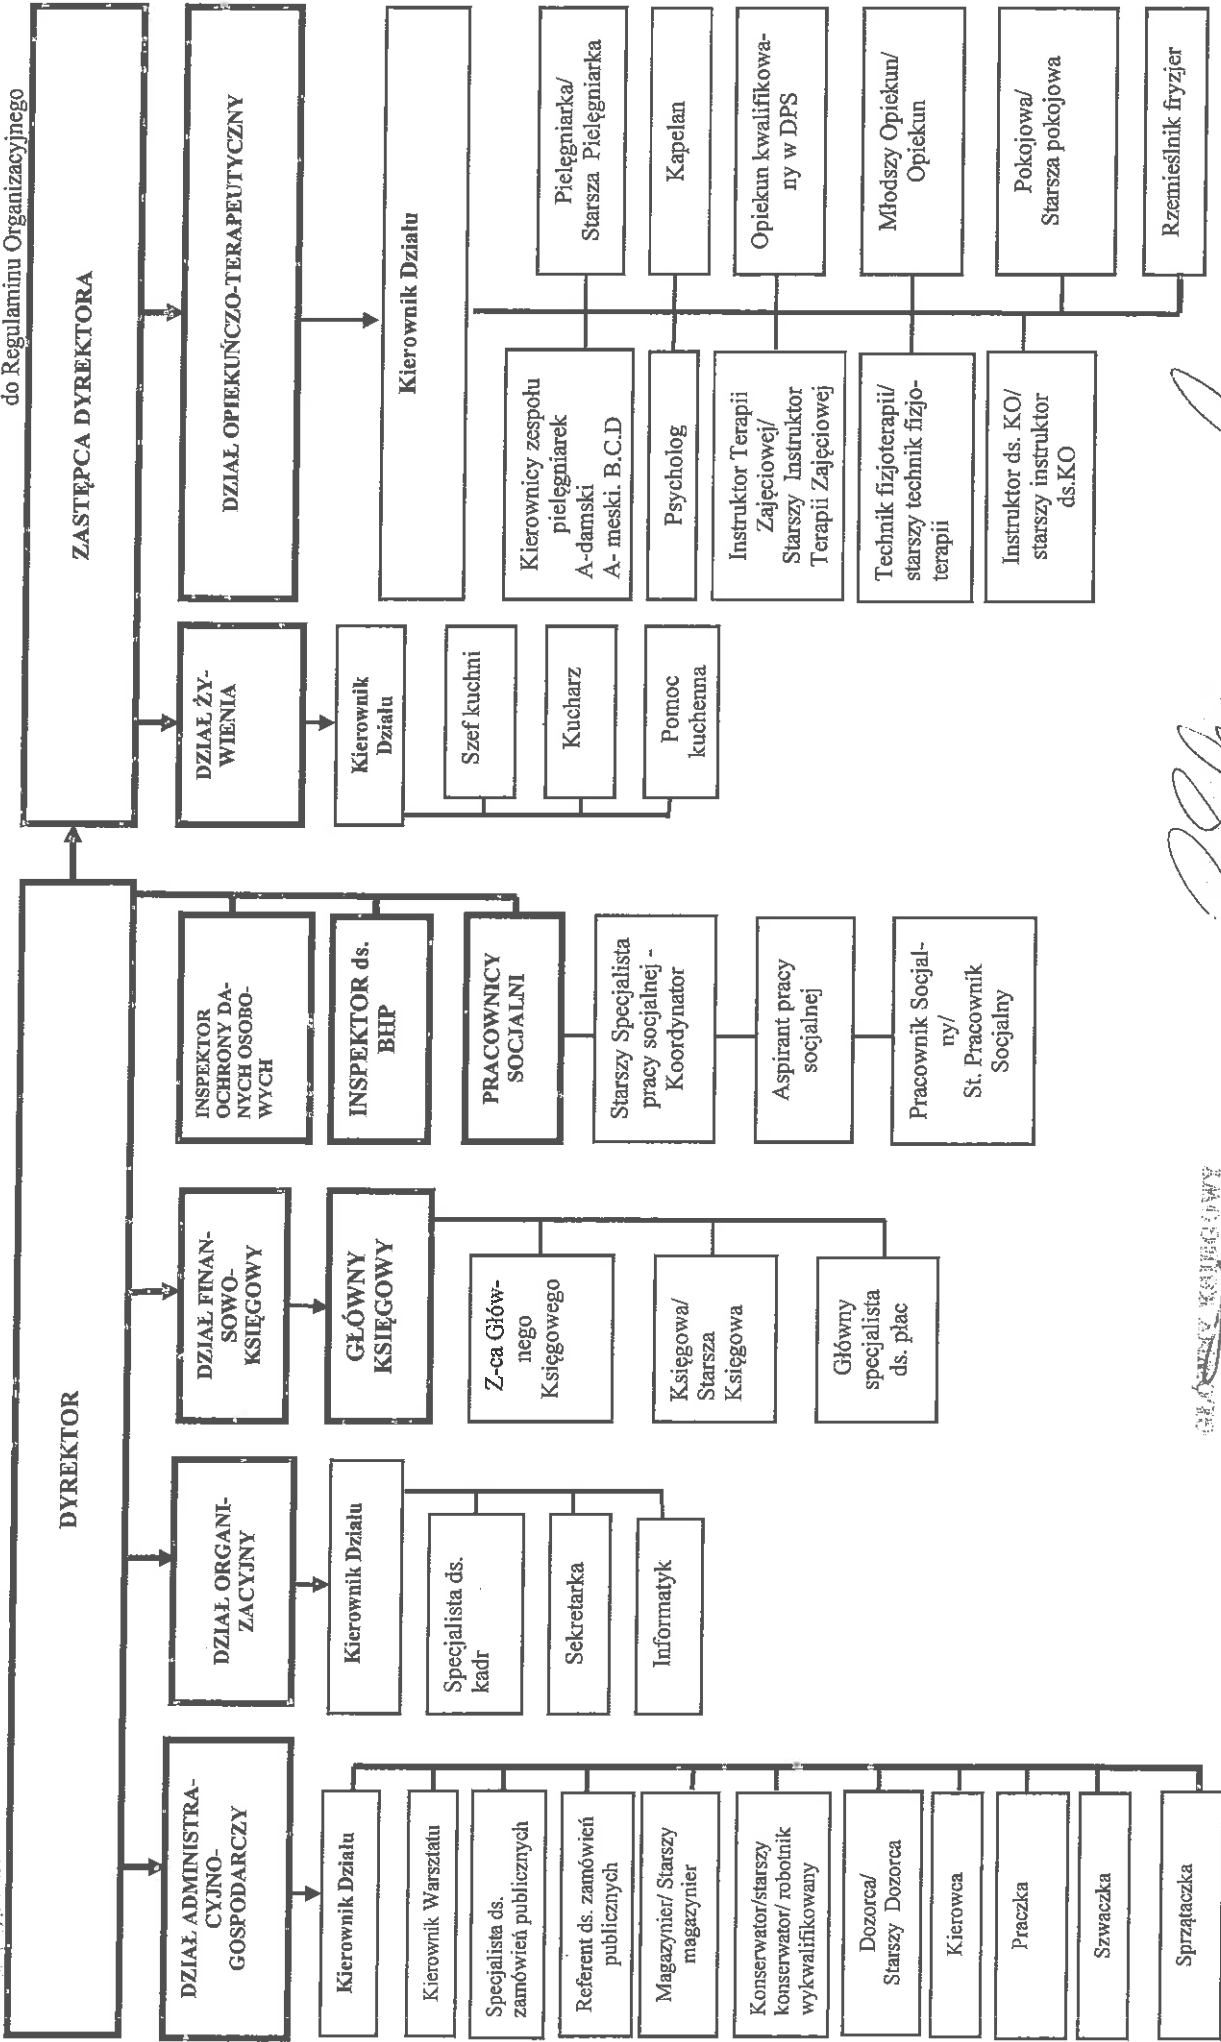 do Regulaminu Organizacyjnego
DYREKTOR
ZASTĘPCA DYREKTORA
DZIAŁ ADMINISTRA-
CYJNO-
GOSPODARCZY
Kierownik Działu
Kierownik Warsztatu
Specjalista ds.
zamówień publicznych
Referent ds. zamówień
publicznych
Magazynier/ Starszy
magazynier
Konserwator/starszy
konserwator/ robotnik
wykwalifikowany
Dozorca/
Starszy Dozorca
Kierowca
Praczka
Szwaczka
Sprzątaczka
DZIAŁ ORGANI-
ZACYJNY
Kierownik Działu
Specjalista ds.
kadr
Sekretarka
Informatyk
DZIAŁ FINAN-
SOWO-
KSIĘGOWY
GŁÓWNY
KSIĘGOWY
Z-ca Głów-
nego
Księgowego
Księgowa/
Starsza
Księgowa
Główny
specjalista
ds. płac
INSPEKTOR
OCHRONY DA-
NYCH OSOBO-
WYCH
INSPEKTOR ds.
BHP
PRACOWNICY
SOCJALNI
Starszy Specjalista
pracy socjalnej -
Koordynator
Aspirant pracy
socjalnej
Pracownik Socjal-
ny/
St. Pracownik
Socjalny
DZIAŁ ŻY-
WIENIA
Kierownik
Działu
Szef kuchni
Kucharz
Pomoc
kuchenna
DZIAŁ OPIEKUŃCZO-TERAPEUTYCZNY
Kierownik Działu
Kierownicy zespołu
pielęgniarek
A-damski
A- meski. B.C.D
Psycholog
Instruktor Terapii
Zajęciowej/
Starszy Instruktor
Terapii Zajęciowej
Technik fizjoterapii/
starszy technik fizjo-
terapii
Instruktor ds. KO/
starszy instruktor
ds.KO
Pielęgniarka/
Starsza Pielęgniarka
Kapelan
Opiekun kwalifikowa-
ny w DPS
Młodszy Opiekun/
Opiekun
Pokojowa/
Starsza pokojowa
Rzemieślnik fryzjer
GŁÓWNY KSIĘGOWY